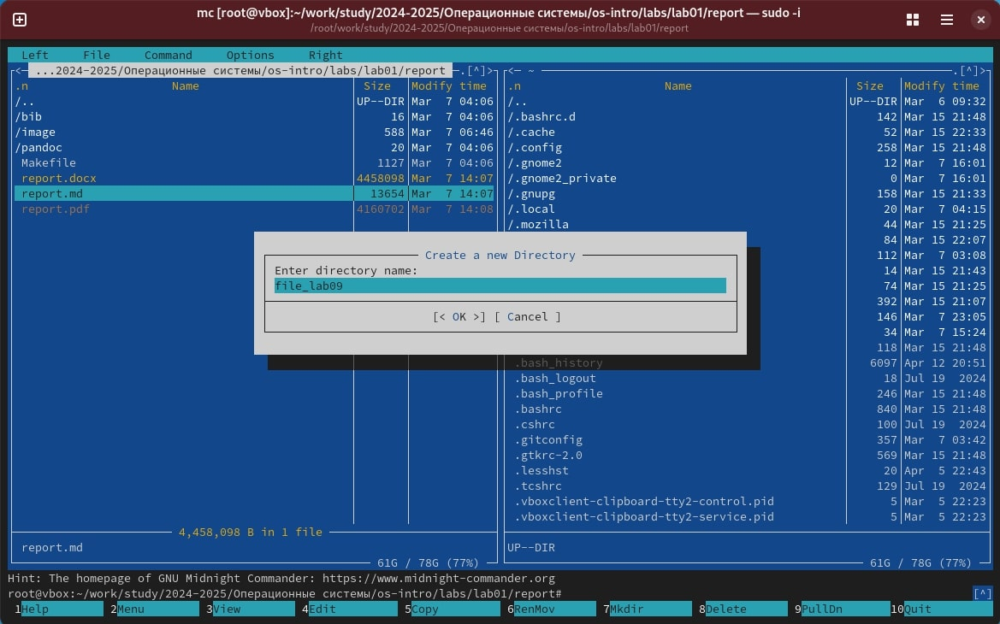 mc [root@vbox]:~/work/study/2024-2025/Операционные системы/os-intro/labs/lab01/report — sudo -i
/root/work/study/2024-2025/Операционные системы/os-intro/labs/lab01/report
Left File Command Options Right
<— ...2024-2025/Операционные системы/os-intro/labs/lab01/report —.[^]>
.n Name Size Modify time
/.. UP--DIR Mar 7 04:06
/bib 16 Mar 7 04:06
/image 588 Mar 7 06:46
/pandoc 20 Mar 7 04:06
Makefile 1127 Mar 7 04:06
report.docx 4458098 Mar 7 14:07
report.md 13654 Mar 7 14:07
report.pdf 4160702 Mar 7 14:08
4,458,098 B in 1 file
report.md
61G / 78G (77%)
<— ~ —.[^]>
.n Name Size Modify time
/.. UP--DIR Mar 6 09:32
/.bashrc.d 142 Mar 15 21:48
/.cache 52 Mar 15 22:33
/.config 258 Mar 15 21:48
/.gnome2 12 Mar 7 16:01
/.gnome2_private 0 Mar 7 16:01
/.gnupg 158 Mar 15 21:33
/.local 20 Mar 7 04:15
/.mozilla 44 Mar 15 21:25
84 Mar 15 22:07
112 Mar 7 03:08
14 Mar 15 21:43
74 Mar 15 21:25
392 Mar 15 21:07
146 Mar 7 23:05
34 Mar 7 15:24
118 Mar 15 21:48
.bash_history 6097 Apr 12 20:51
.bash_logout 18 Jul 19 2024
.bash_profile 246 Mar 15 21:48
.bashrc 840 Mar 15 21:48
.cshrc 100 Jul 19 2024
.gitconfig 357 Mar 7 03:42
.gtkrc-2.0 569 Mar 15 21:48
.lesshst 20 Apr 5 22:43
.tcshrc 129 Jul 19 2024
.vboxclient-clipboard-tty2-control.pid 5 Mar 5 22:23
.vboxclient-clipboard-tty2-service.pid 5 Mar 5 22:23
UP--DIR
61G / 78G (77%)
Create a new Directory
Enter directory name:
file_lab09
[< OK >] [ Cancel ]
Hint: The homepage of GNU Midnight Commander: https://www.midnight-commander.org
root@vbox:~/work/study/2024-2025/Операционные системы/os-intro/labs/lab01/report# [^]
1Help 2Menu 3View 4Edit 5Copy 6RenMov 7Mkdir 8Delete 9PullDn 10Quit